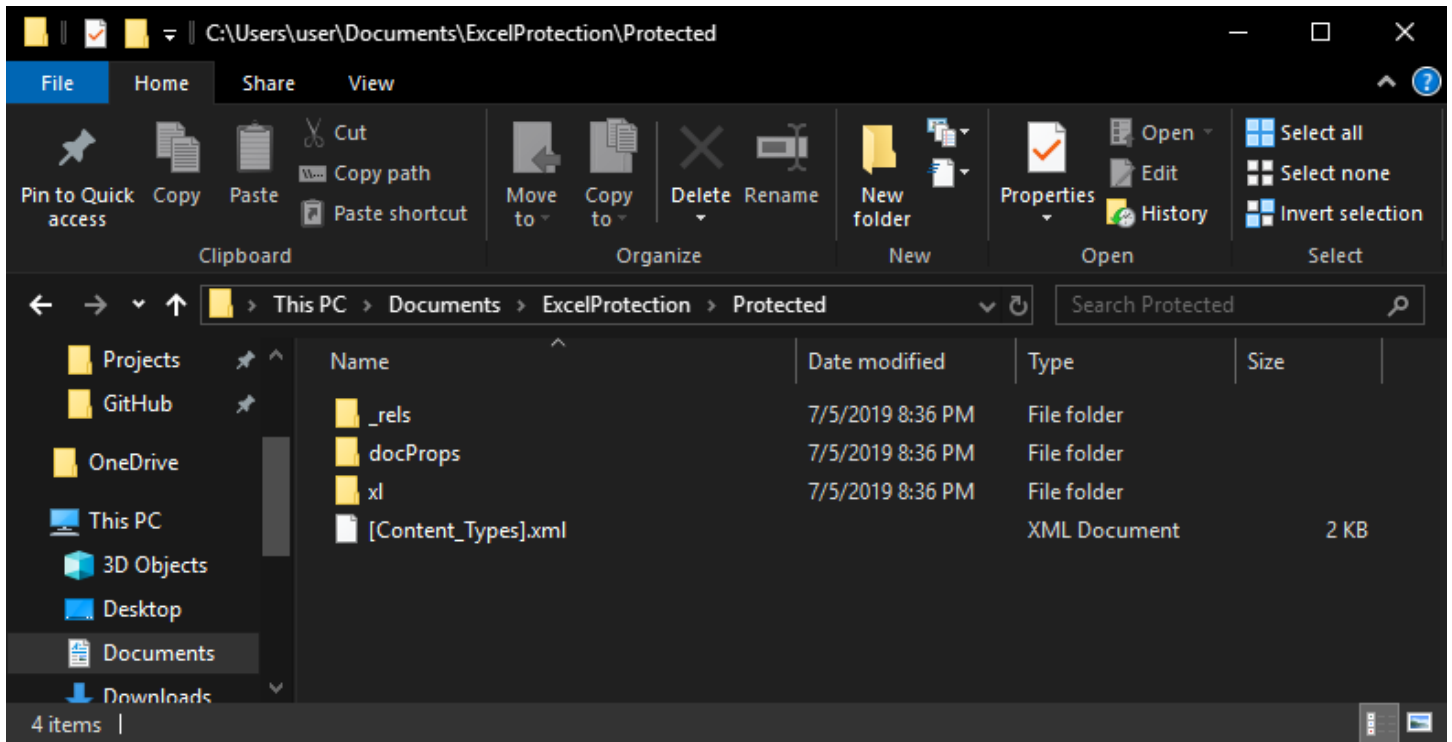 C:\Users\user\Documents\ExcelProtection\Protected
File Home Share View
Pin to Quick access
Copy
Paste
Cut
Copy path
Paste shortcut
Clipboard
Move to
Copy to
Delete
Rename
Organize
New folder
New
Properties
Open
Edit
History
Open
Select all
Select none
Invert selection
Select
This PC > Documents > ExcelProtection > Protected
Search Protected
Projects
GitHub
OneDrive
This PC
3D Objects
Desktop
Documents
Downloads
Name Date modified Type Size
_rels 7/5/2019 8:36 PM File folder
docProps 7/5/2019 8:36 PM File folder
xl 7/5/2019 8:36 PM File folder
[Content_Types].xml XML Document 2 KB
4 items